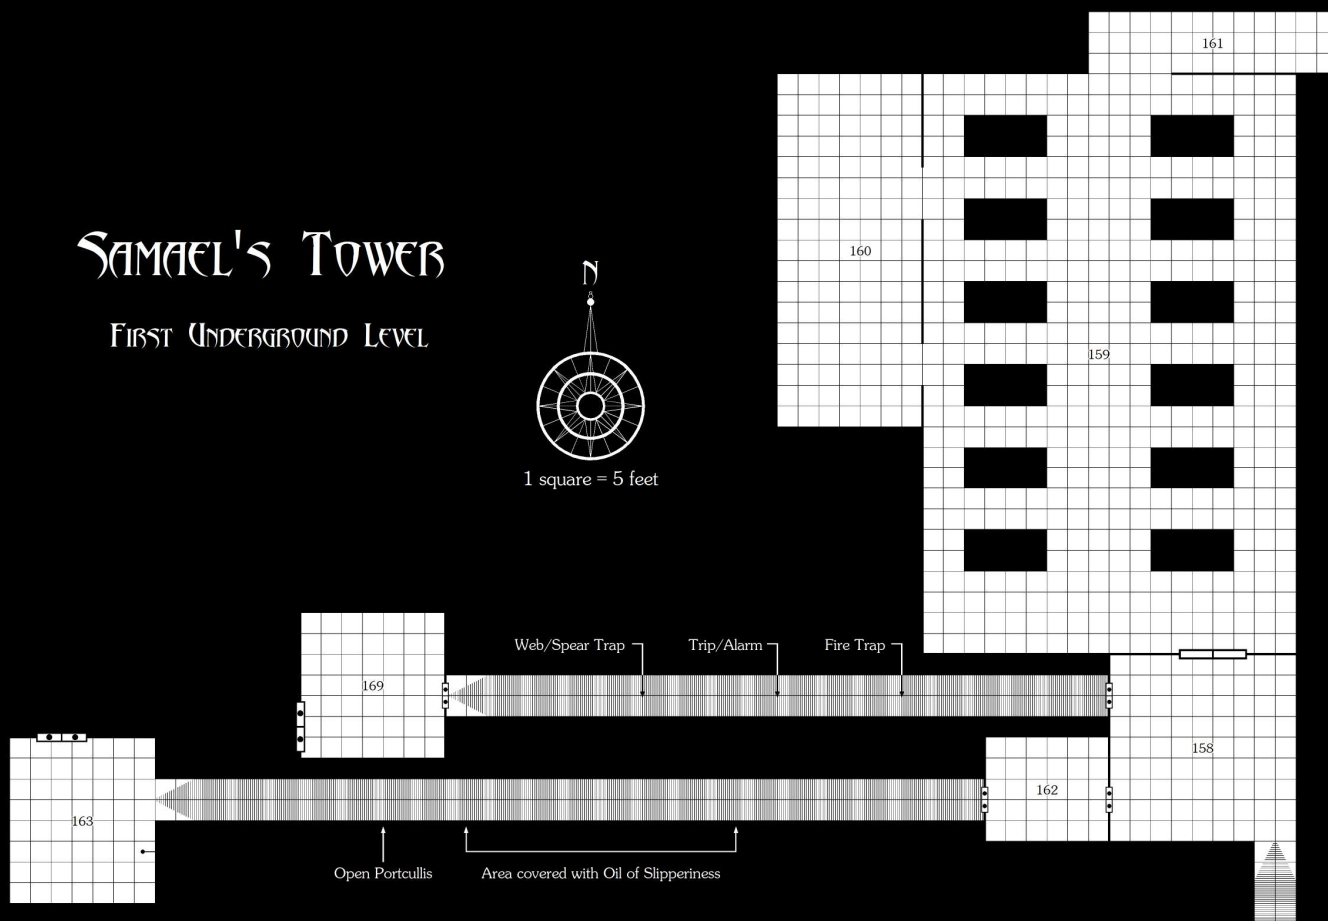 161
160
SAMAEL'S TOWER
N
FIRST UNDERGROUND LEVEL
159
1 square = 5 feet
Web/Spear Trap
Trip/Alarm
Fire Trap
169
158
162
163
Open Portcullis
Area covered with Oil of Slipperiness